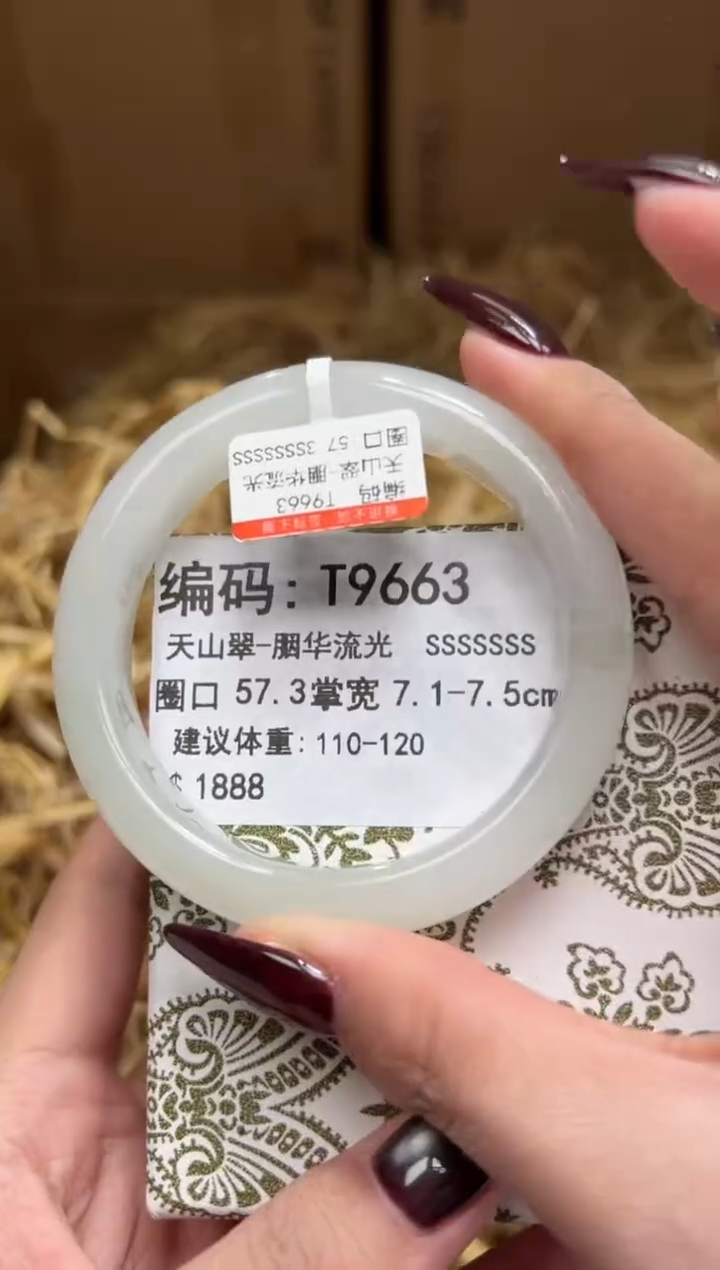 圈口 57.3SSSSSSSS
天山翠-胭华流光
编码 T9663
编码: T9663
天山翠-胭华流光 SSSSSSS
圈口 57.3掌宽 7.1-7.5cm
建议体重: 110-120
$ 1888